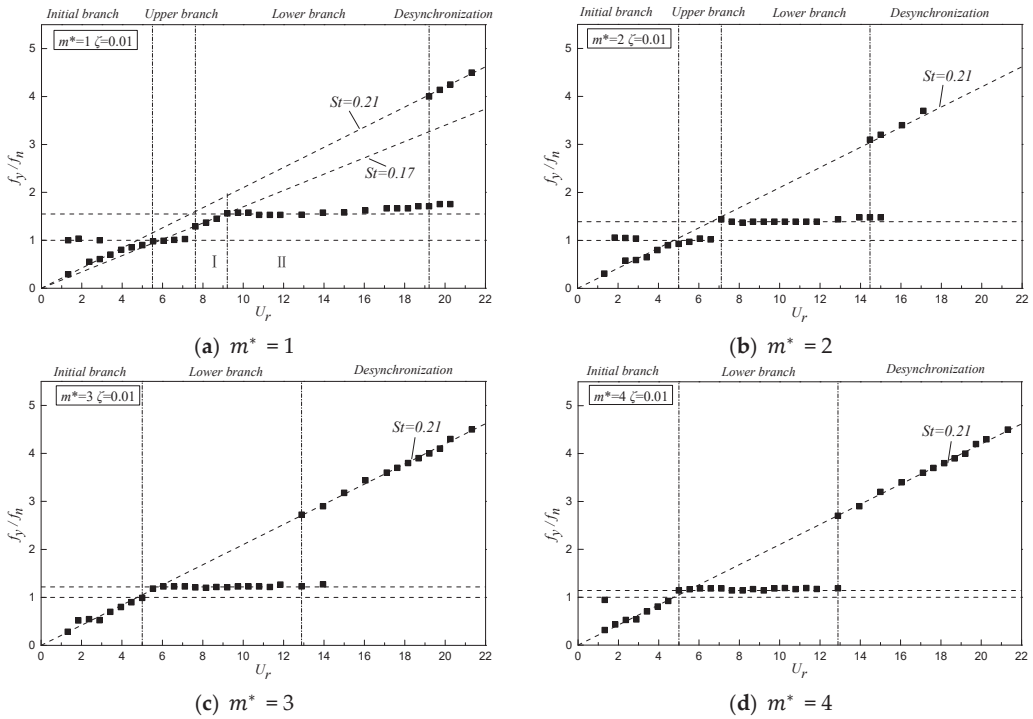 Initial branch Upper branch Lower branch Desynchronization
m*=1 ζ=0.01
St=0.21
St=0.17
I II
f_y/f_n
0 1 2 3 4 5
0 2 4 6 8 10 12 14 16 18 20 22
U_r
(a) m* = 1
Initial branch Upper branch Lower branch Desynchronization
m*=2 ζ=0.01
St=0.21
f_y/f_n
0 1 2 3 4 5
0 2 4 6 8 10 12 14 16 18 20 22
U_r
(b) m* = 2
Initial branch Lower branch Desynchronization
m*=3 ζ=0.01
St=0.21
f_y/f_n
0 1 2 3 4 5
0 2 4 6 8 10 12 14 16 18 20 22
U_r
(c) m* = 3
Initial branch Lower branch Desynchronization
m*=4 ζ=0.01
St=0.21
f_y/f_n
0 1 2 3 4 5
0 2 4 6 8 10 12 14 16 18 20 22
U_r
(d) m* = 4